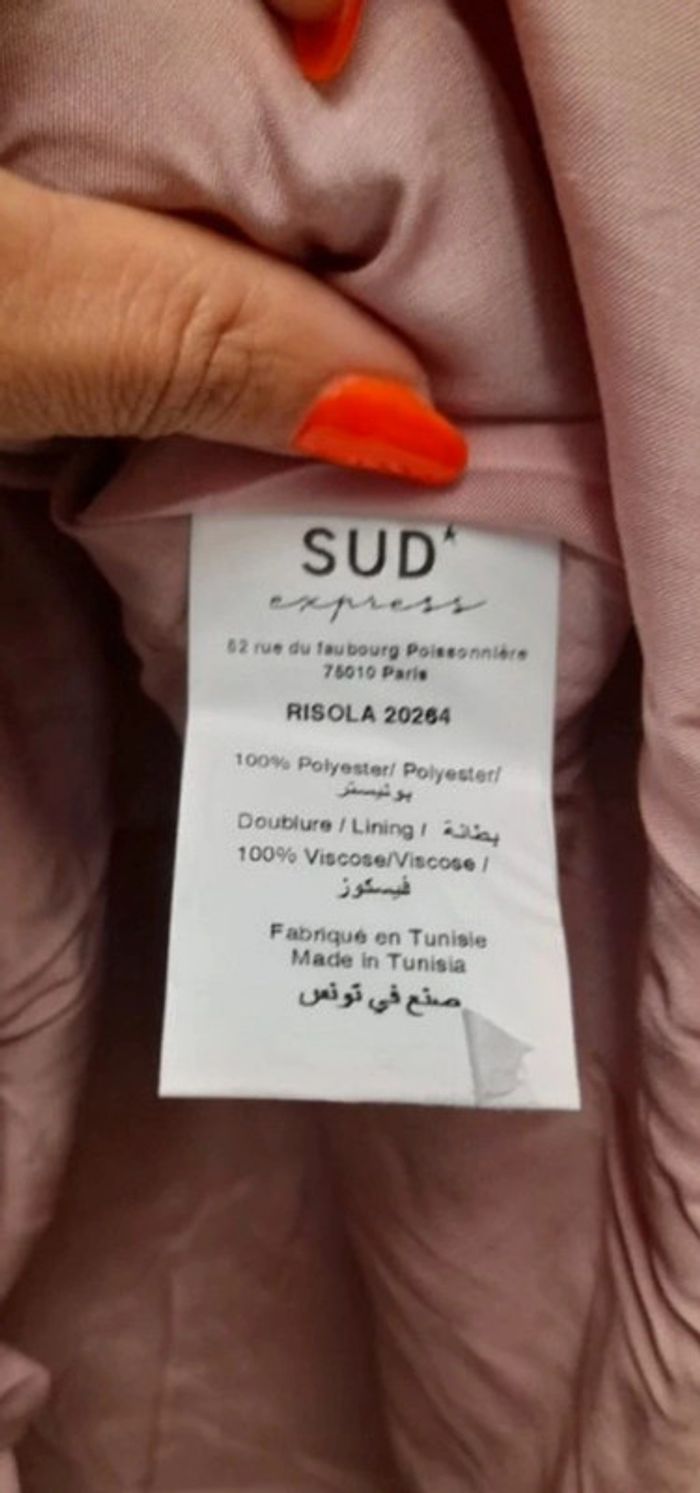 SUD
express
62 rue du faubourg Poissonnière
75010 Paris
RISOLA 20264
100% Polyester/ Polyester/
بوليستر
Doublure / Lining / بطانة
100% Viscose/Viscose /
فيسكوز
Fabriqué en Tunisie
Made in Tunisia
صنع في تونس